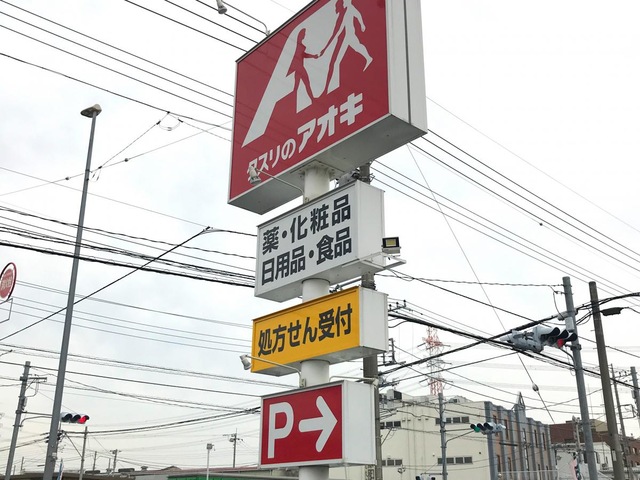 クスリのアオキ
薬・化粧品
日用品・食品
処方せん受付
P→